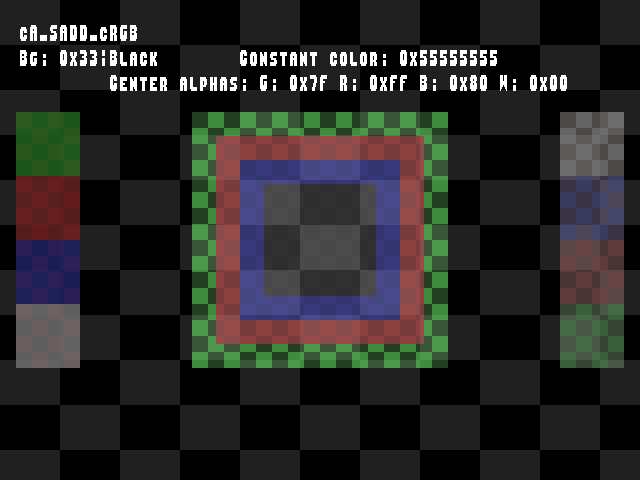 cA_SADD_cRGB
Bg: 0x33|Black Constant color: 0x55555555
Center alphas: G: 0x7f R: 0xff B: 0x80 W: 0x00